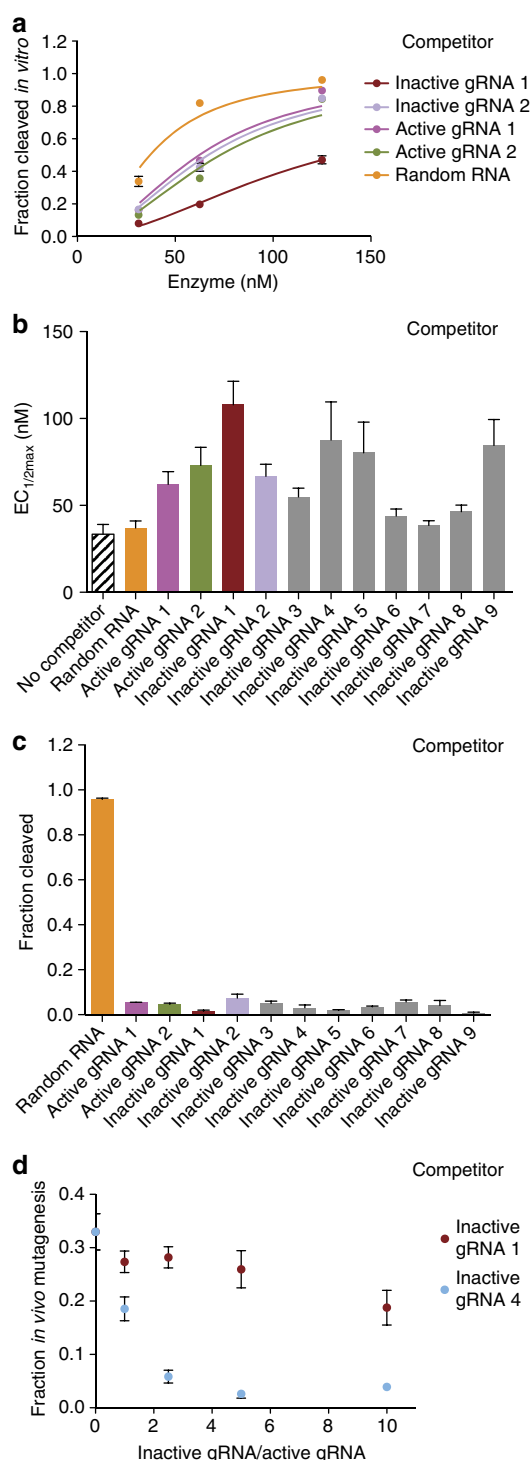 a
Competitor
Fraction cleaved in vitro
1.2
1.0
0.8
0.6
0.4
0.2
0.0
0
50
100
150
Enzyme (nM)
Inactive gRNA 1
Inactive gRNA 2
Active gRNA 1
Active gRNA 2
Random RNA
b
Competitor
EC1/2max (nM)
150
100
50
0
No competitor
Random RNA
Active gRNA 1
Active gRNA 2
Inactive gRNA 1
Inactive gRNA 2
Inactive gRNA 3
Inactive gRNA 4
Inactive gRNA 5
Inactive gRNA 6
Inactive gRNA 7
Inactive gRNA 8
Inactive gRNA 9
c
Competitor
Fraction cleaved
1.2
1.0
0.8
0.6
0.4
0.2
0.0
Random RNA
Active gRNA 1
Active gRNA 2
Inactive gRNA 1
Inactive gRNA 2
Inactive gRNA 3
Inactive gRNA 4
Inactive gRNA 5
Inactive gRNA 6
Inactive gRNA 7
Inactive gRNA 8
Inactive gRNA 9
d
Competitor
Fraction in vivo mutagenesis
0.4
0.3
0.2
0.1
0.0
0
2
4
6
8
10
Inactive gRNA/active gRNA
Inactive
gRNA 1
Inactive
gRNA 4